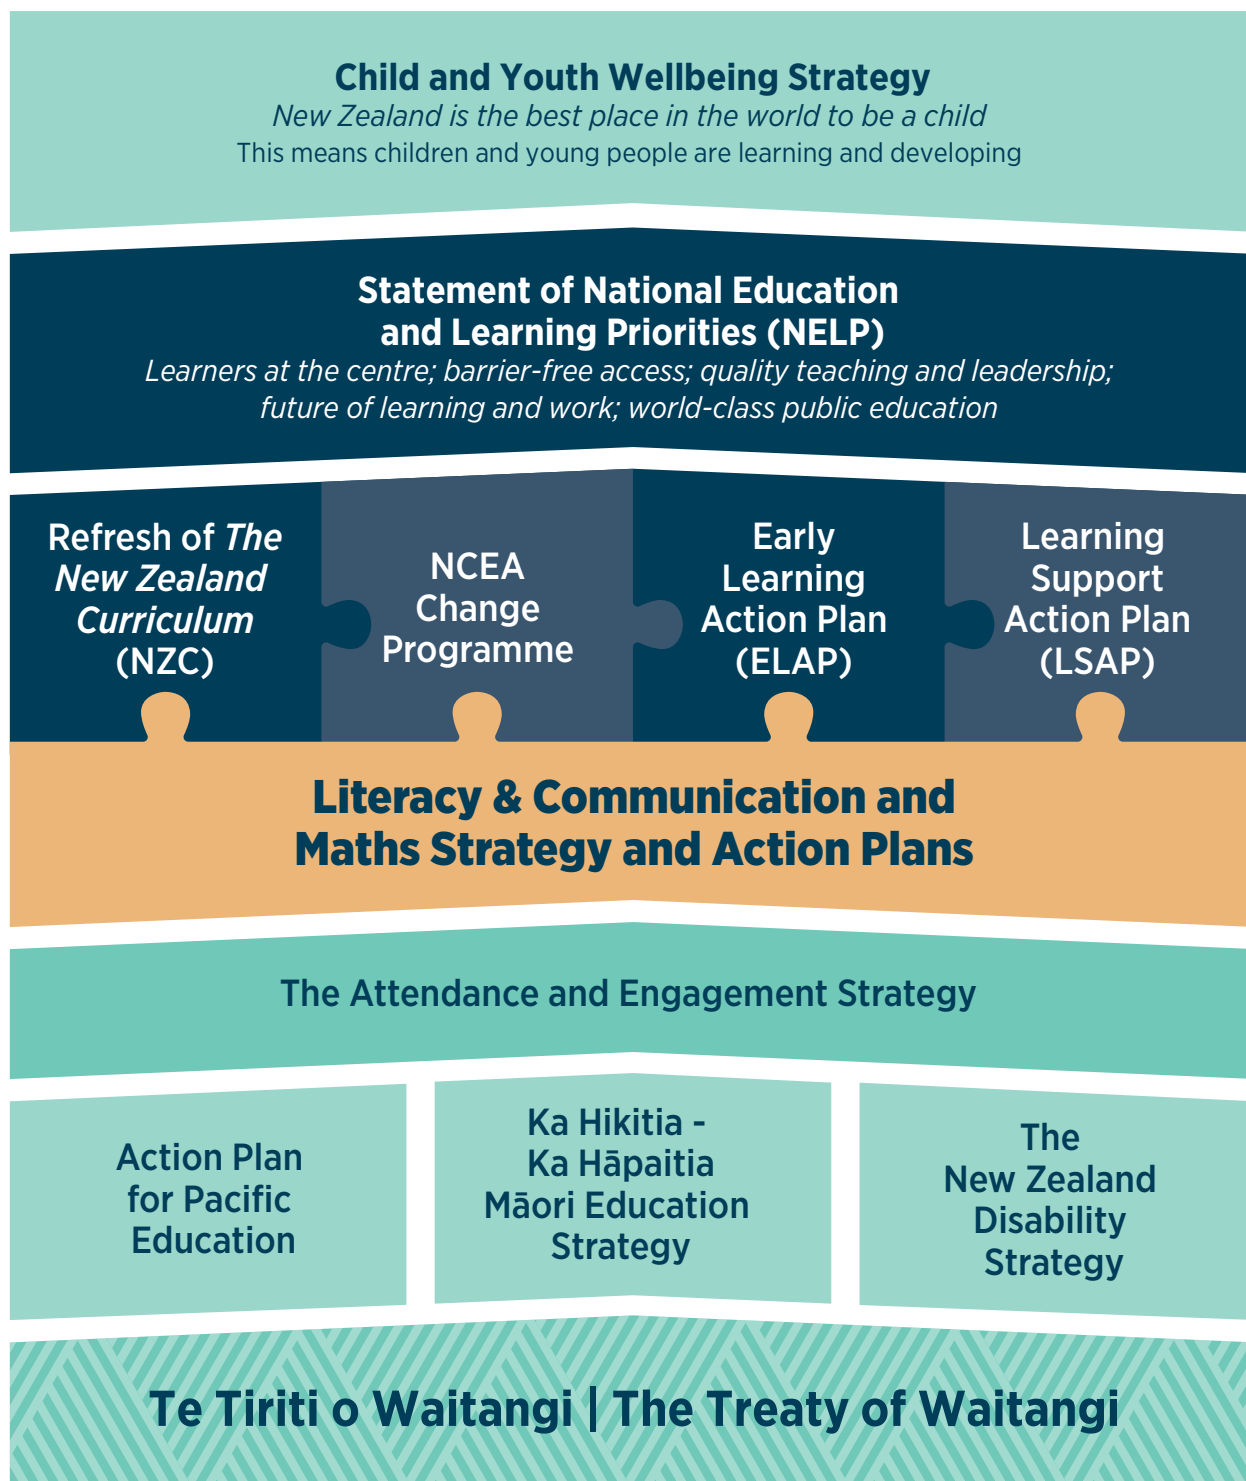 Child and Youth Wellbeing Strategy
New Zealand is the best place in the world to be a child
This means children and young people are learning and developing
Statement of National Education
and Learning Priorities (NELP)
Learners at the centre; barrier-free access; quality teaching and leadership;
future of learning and work; world-class public education
Refresh of The
New Zealand
Curriculum
(NZC)
NCEA
Change
Programme
Early
Learning
Action Plan
(ELAP)
Learning
Support
Action Plan
(LSAP)
Literacy & Communication and
Maths Strategy and Action Plans
The Attendance and Engagement Strategy
Action Plan
for Pacific
Education
Ka Hikitia -
Ka Hāpaitia
Māori Education
Strategy
The
New Zealand
Disability
Strategy
Te Tiriti o Waitangi | The Treaty of Waitangi